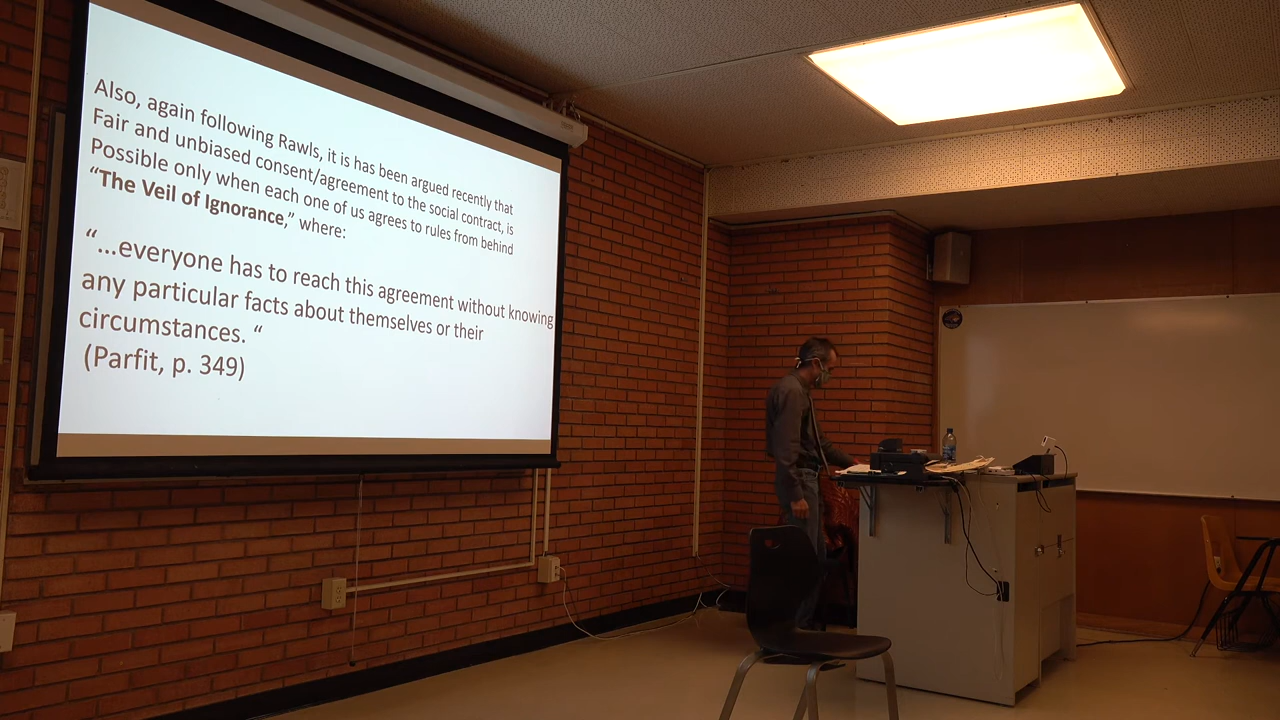 Also, again following Rawls, it is has been argued recently that
Fair and unbiased consent/agreement to the social contract, is
Possible only when each one of us agrees to rules from behind
“The Veil of Ignorance,” where:
“...everyone has to reach this agreement without knowing
any particular facts about themselves or their
circumstances. “
(Parfit, p. 349)